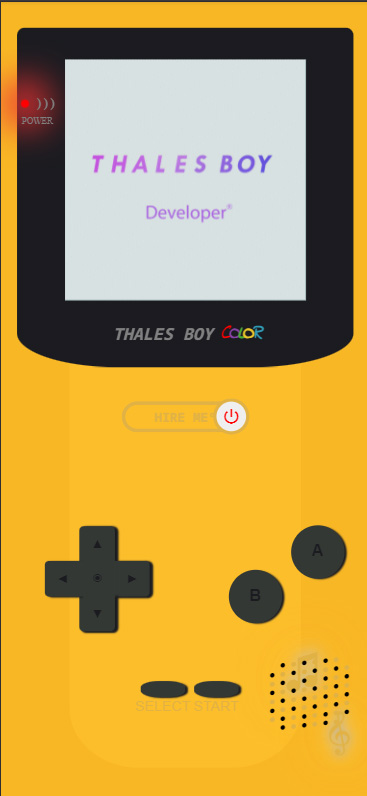 POWER
THALES BOY
Developer®
THALES BOY COLOR
HIRE ME
A
B
SELECT START